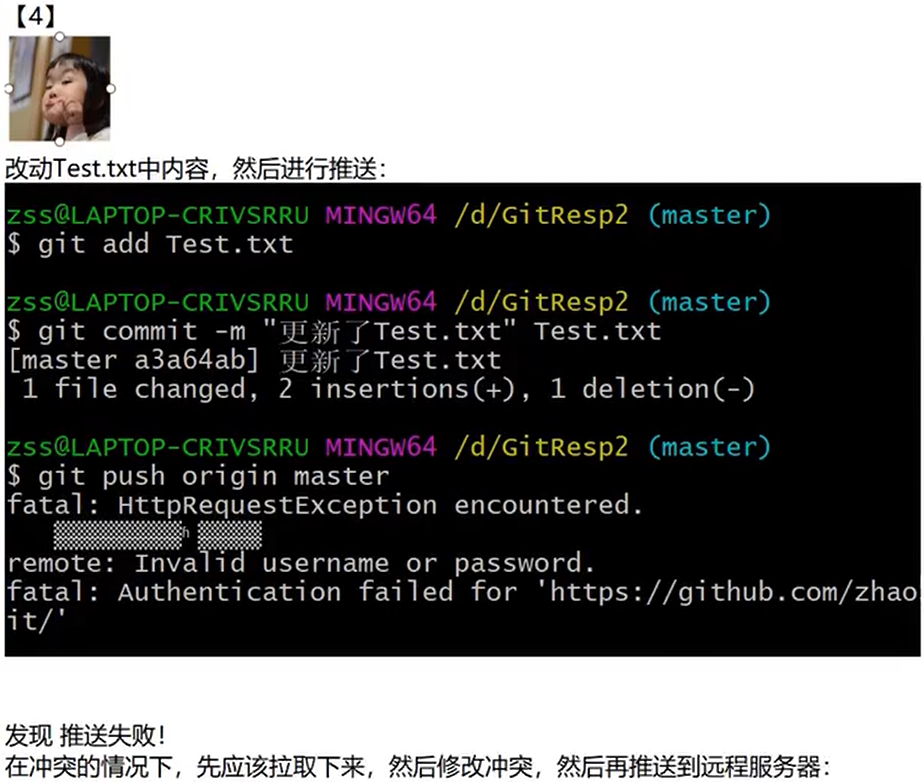 【4】
改动Test.txt中内容，然后进行推送：
zss@LAPTOP-CRIVSRRU MINGW64 /d/GitResp2 (master)
$ git add Test.txt
zss@LAPTOP-CRIVSRRU MINGW64 /d/GitResp2 (master)
$ git commit -m "更新了Test.txt" Test.txt
[master a3a64ab] 更新了Test.txt
1 file changed, 2 insertions(+), 1 deletion(-)
zss@LAPTOP-CRIVSRRU MINGW64 /d/GitResp2 (master)
$ git push origin master
fatal: HttpRequestException encountered.
remote: Invalid username or password.
fatal: Authentication failed for 'https://github.com/zhao
it/'
发现 推送失败！
在冲突的情况下，先应该拉取下来，然后修改冲突，然后再推送到远程服务器：